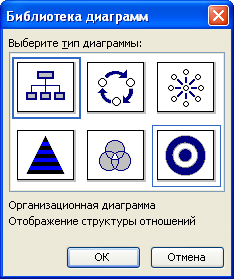 Библиотека диаграмм
Выберите тип диаграммы:
Организационная диаграмма
Отображение структуры отношений
ОК
Отмена